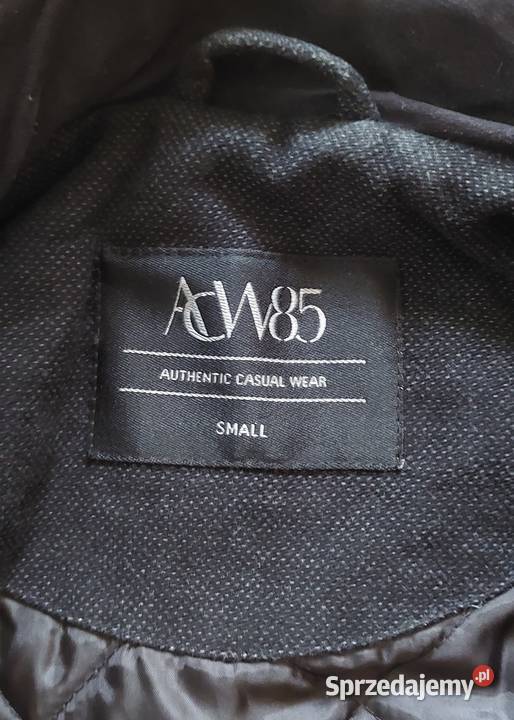 ACW85
AUTHENTIC CASUAL WEAR
SMALL
Sprzedajemy.pl